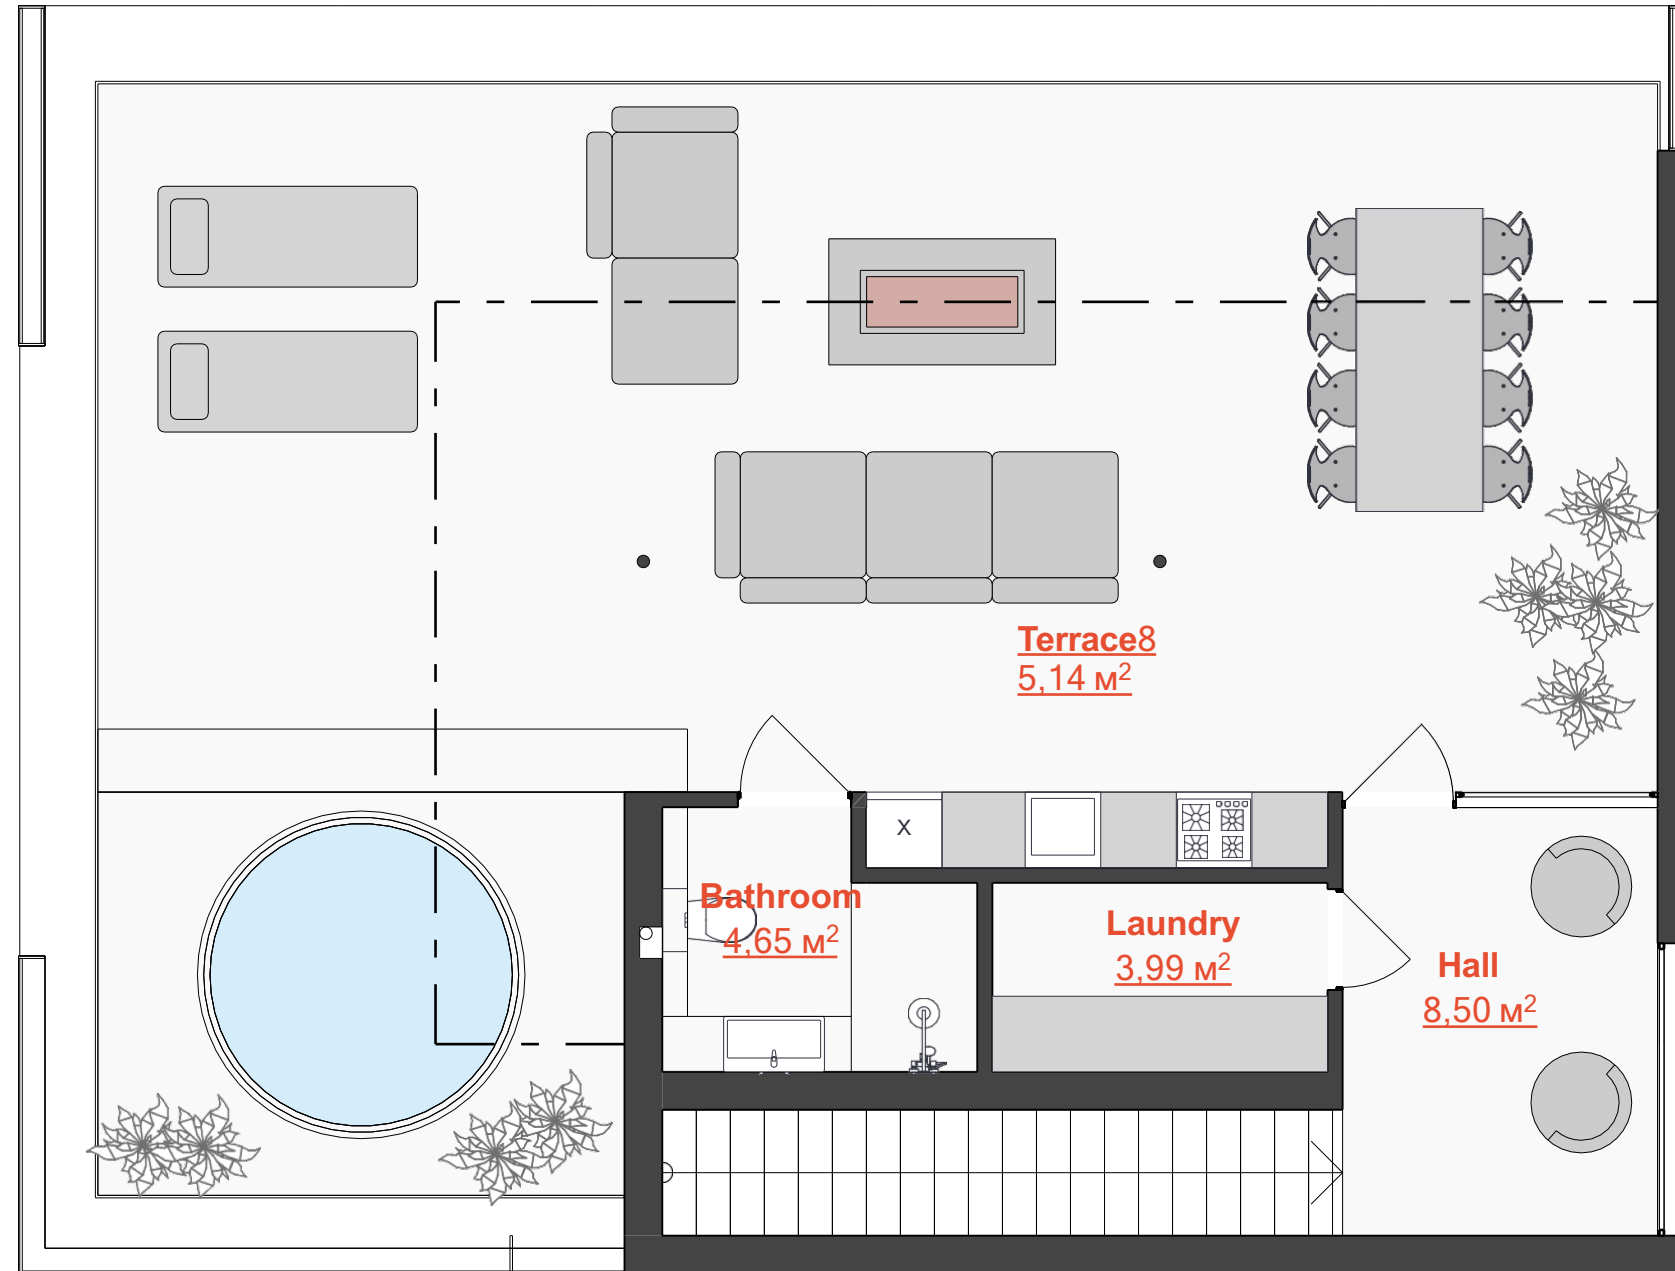 Terrace8
5,14 м²
X
Bathroom
4,65 м²
Laundry
3,99 м²
Hall
8,50 м²